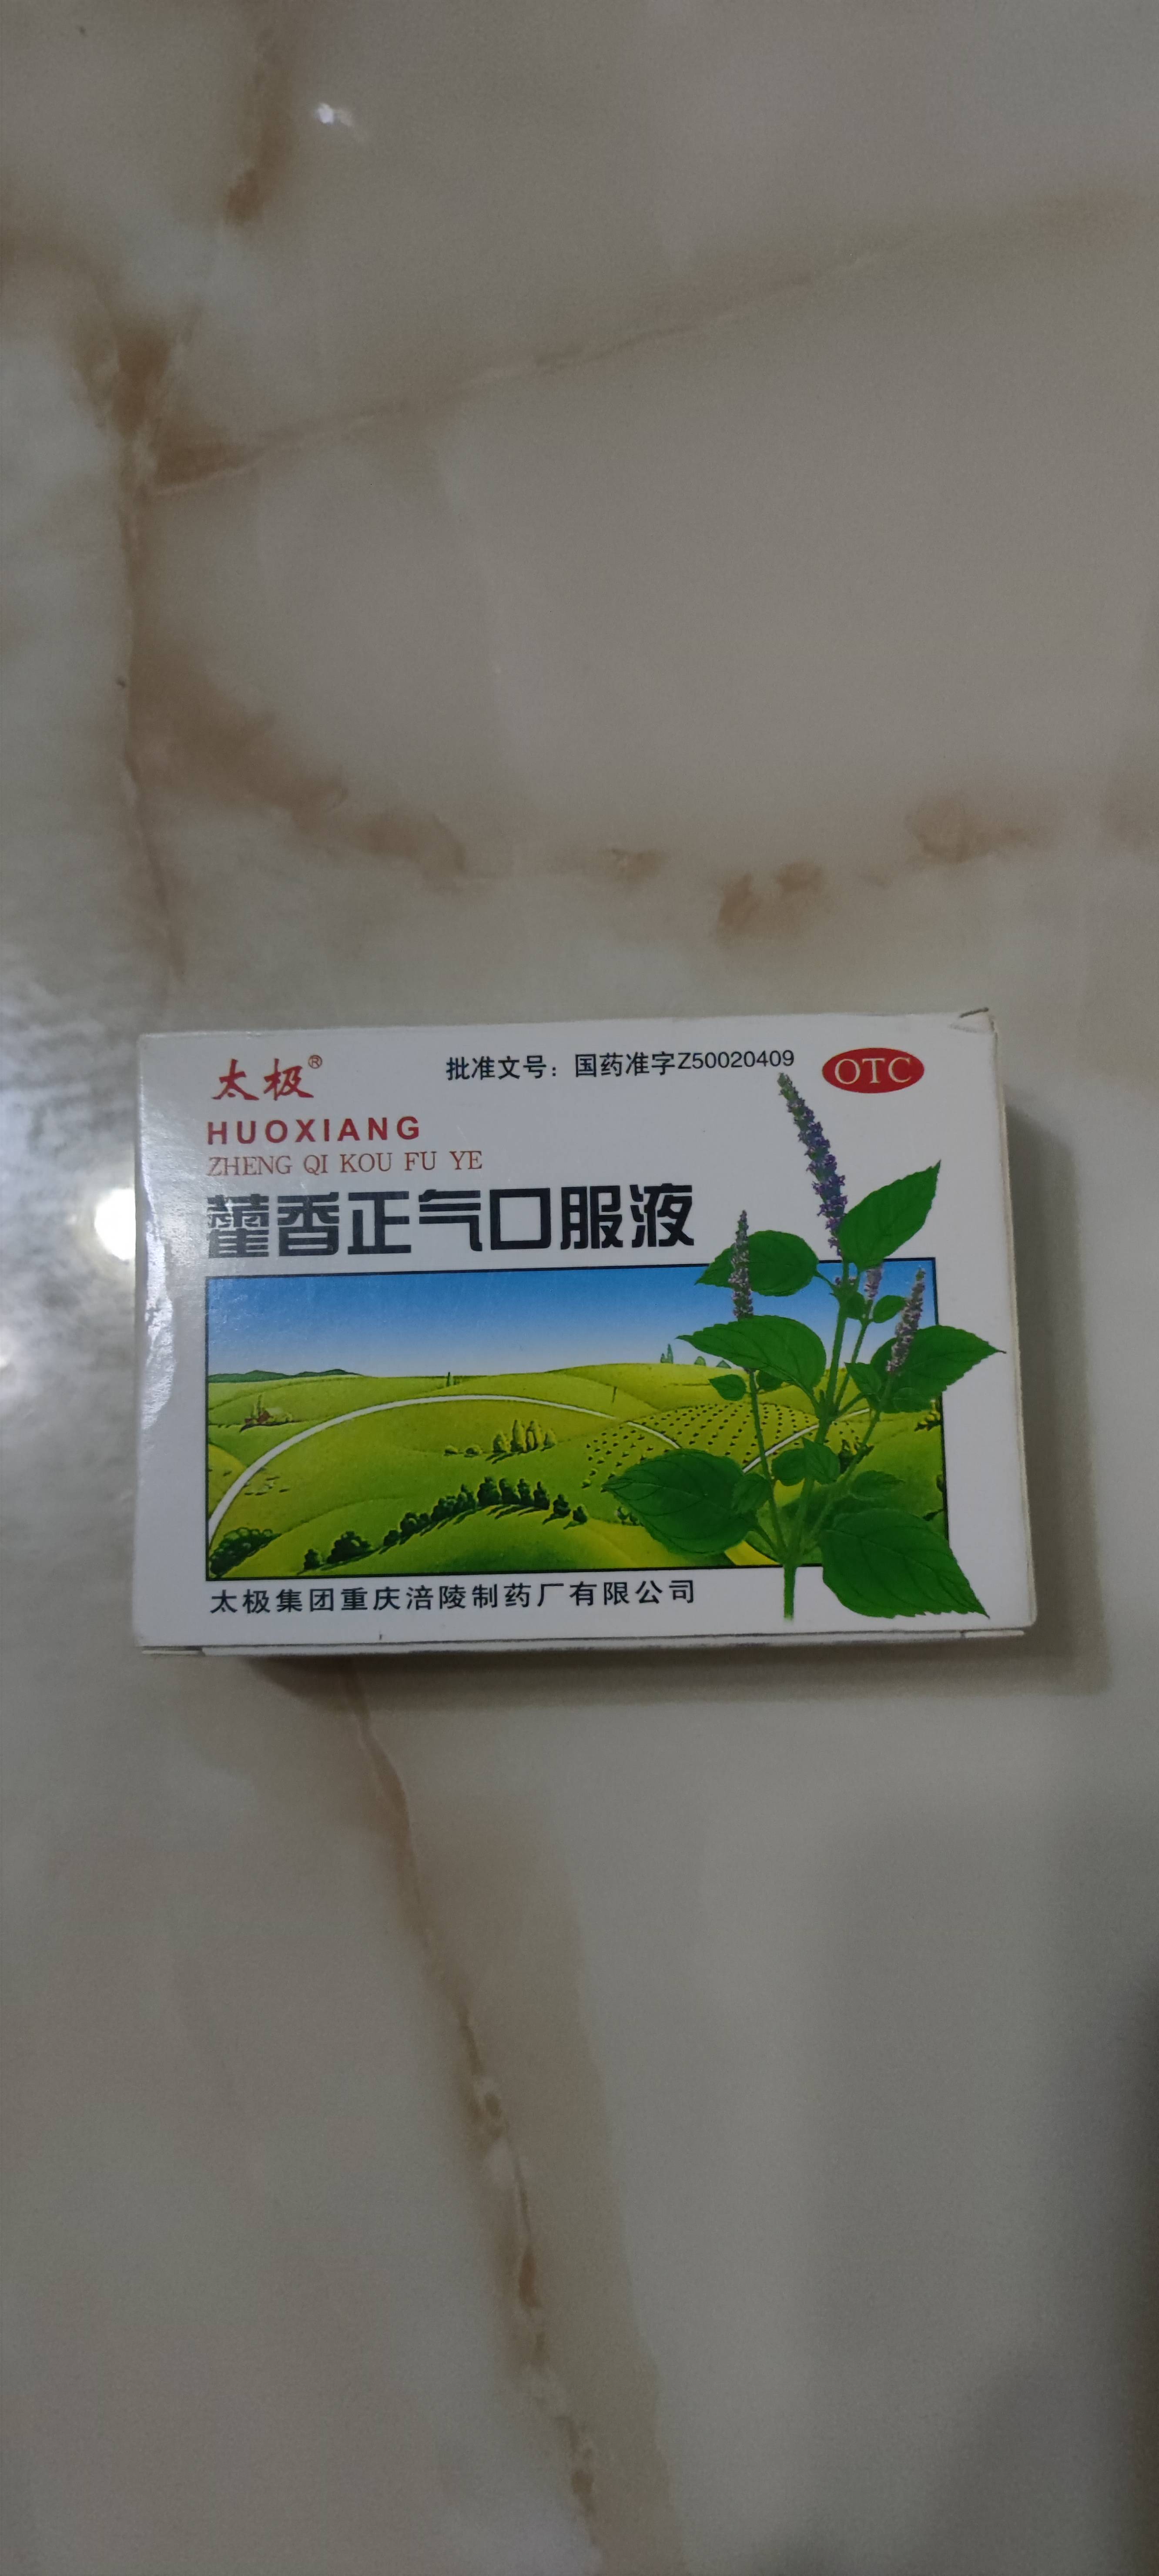 太极®
批准文号：国药准字Z50020409
OTC
HUOXIANG
ZHENG QI KOU FU YE
藿香正气口服液
太极集团重庆涪陵制药厂有限公司